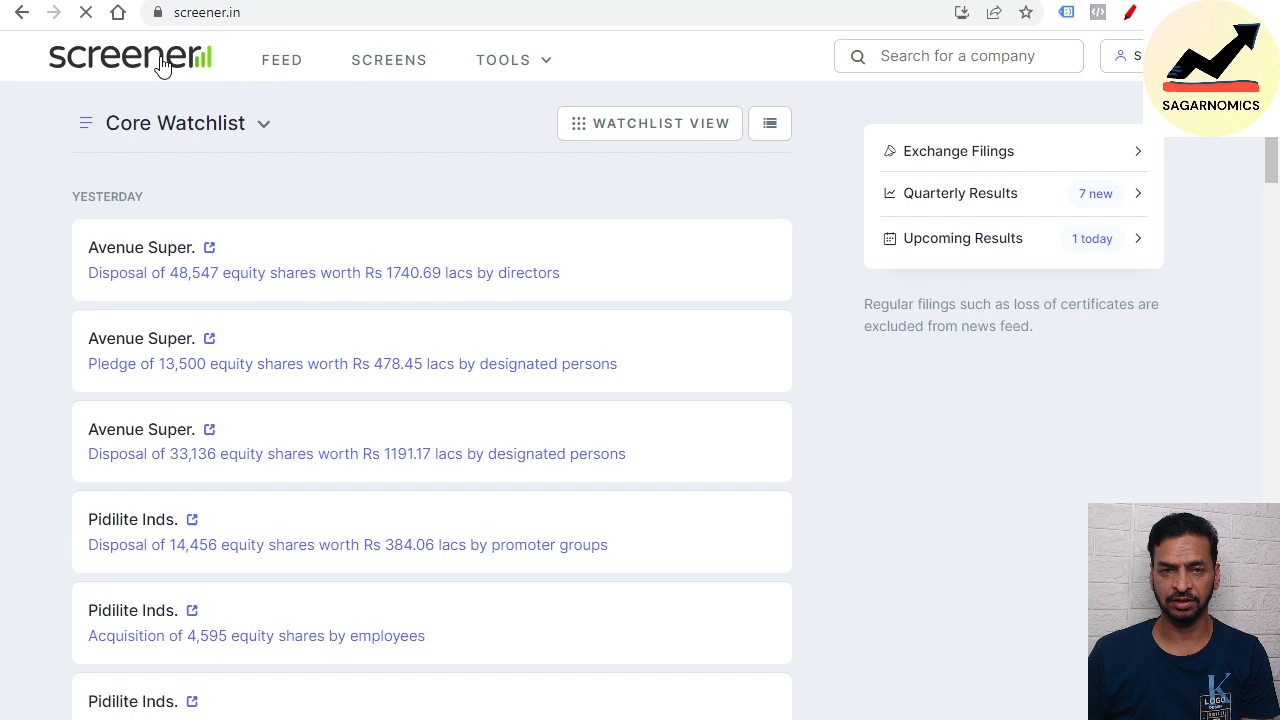 screener.in
screener
FEED
SCREENS
TOOLS
Search for a company
S
SAGARNOMICS
Core Watchlist
WATCHLIST VIEW
YESTERDAY
Avenue Super.
Disposal of 48,547 equity shares worth Rs 1740.69 lacs by directors
Avenue Super.
Pledge of 13,500 equity shares worth Rs 478.45 lacs by designated persons
Avenue Super.
Disposal of 33,136 equity shares worth Rs 1191.17 lacs by designated persons
Pidilite Inds.
Disposal of 14,456 equity shares worth Rs 384.06 lacs by promoter groups
Pidilite Inds.
Acquisition of 4,595 equity shares by employees
Pidilite Inds.
Exchange Filings
Quarterly Results 7 new
Upcoming Results 1 today
Regular filings such as loss of certificates are
excluded from news feed.
K
LOGO